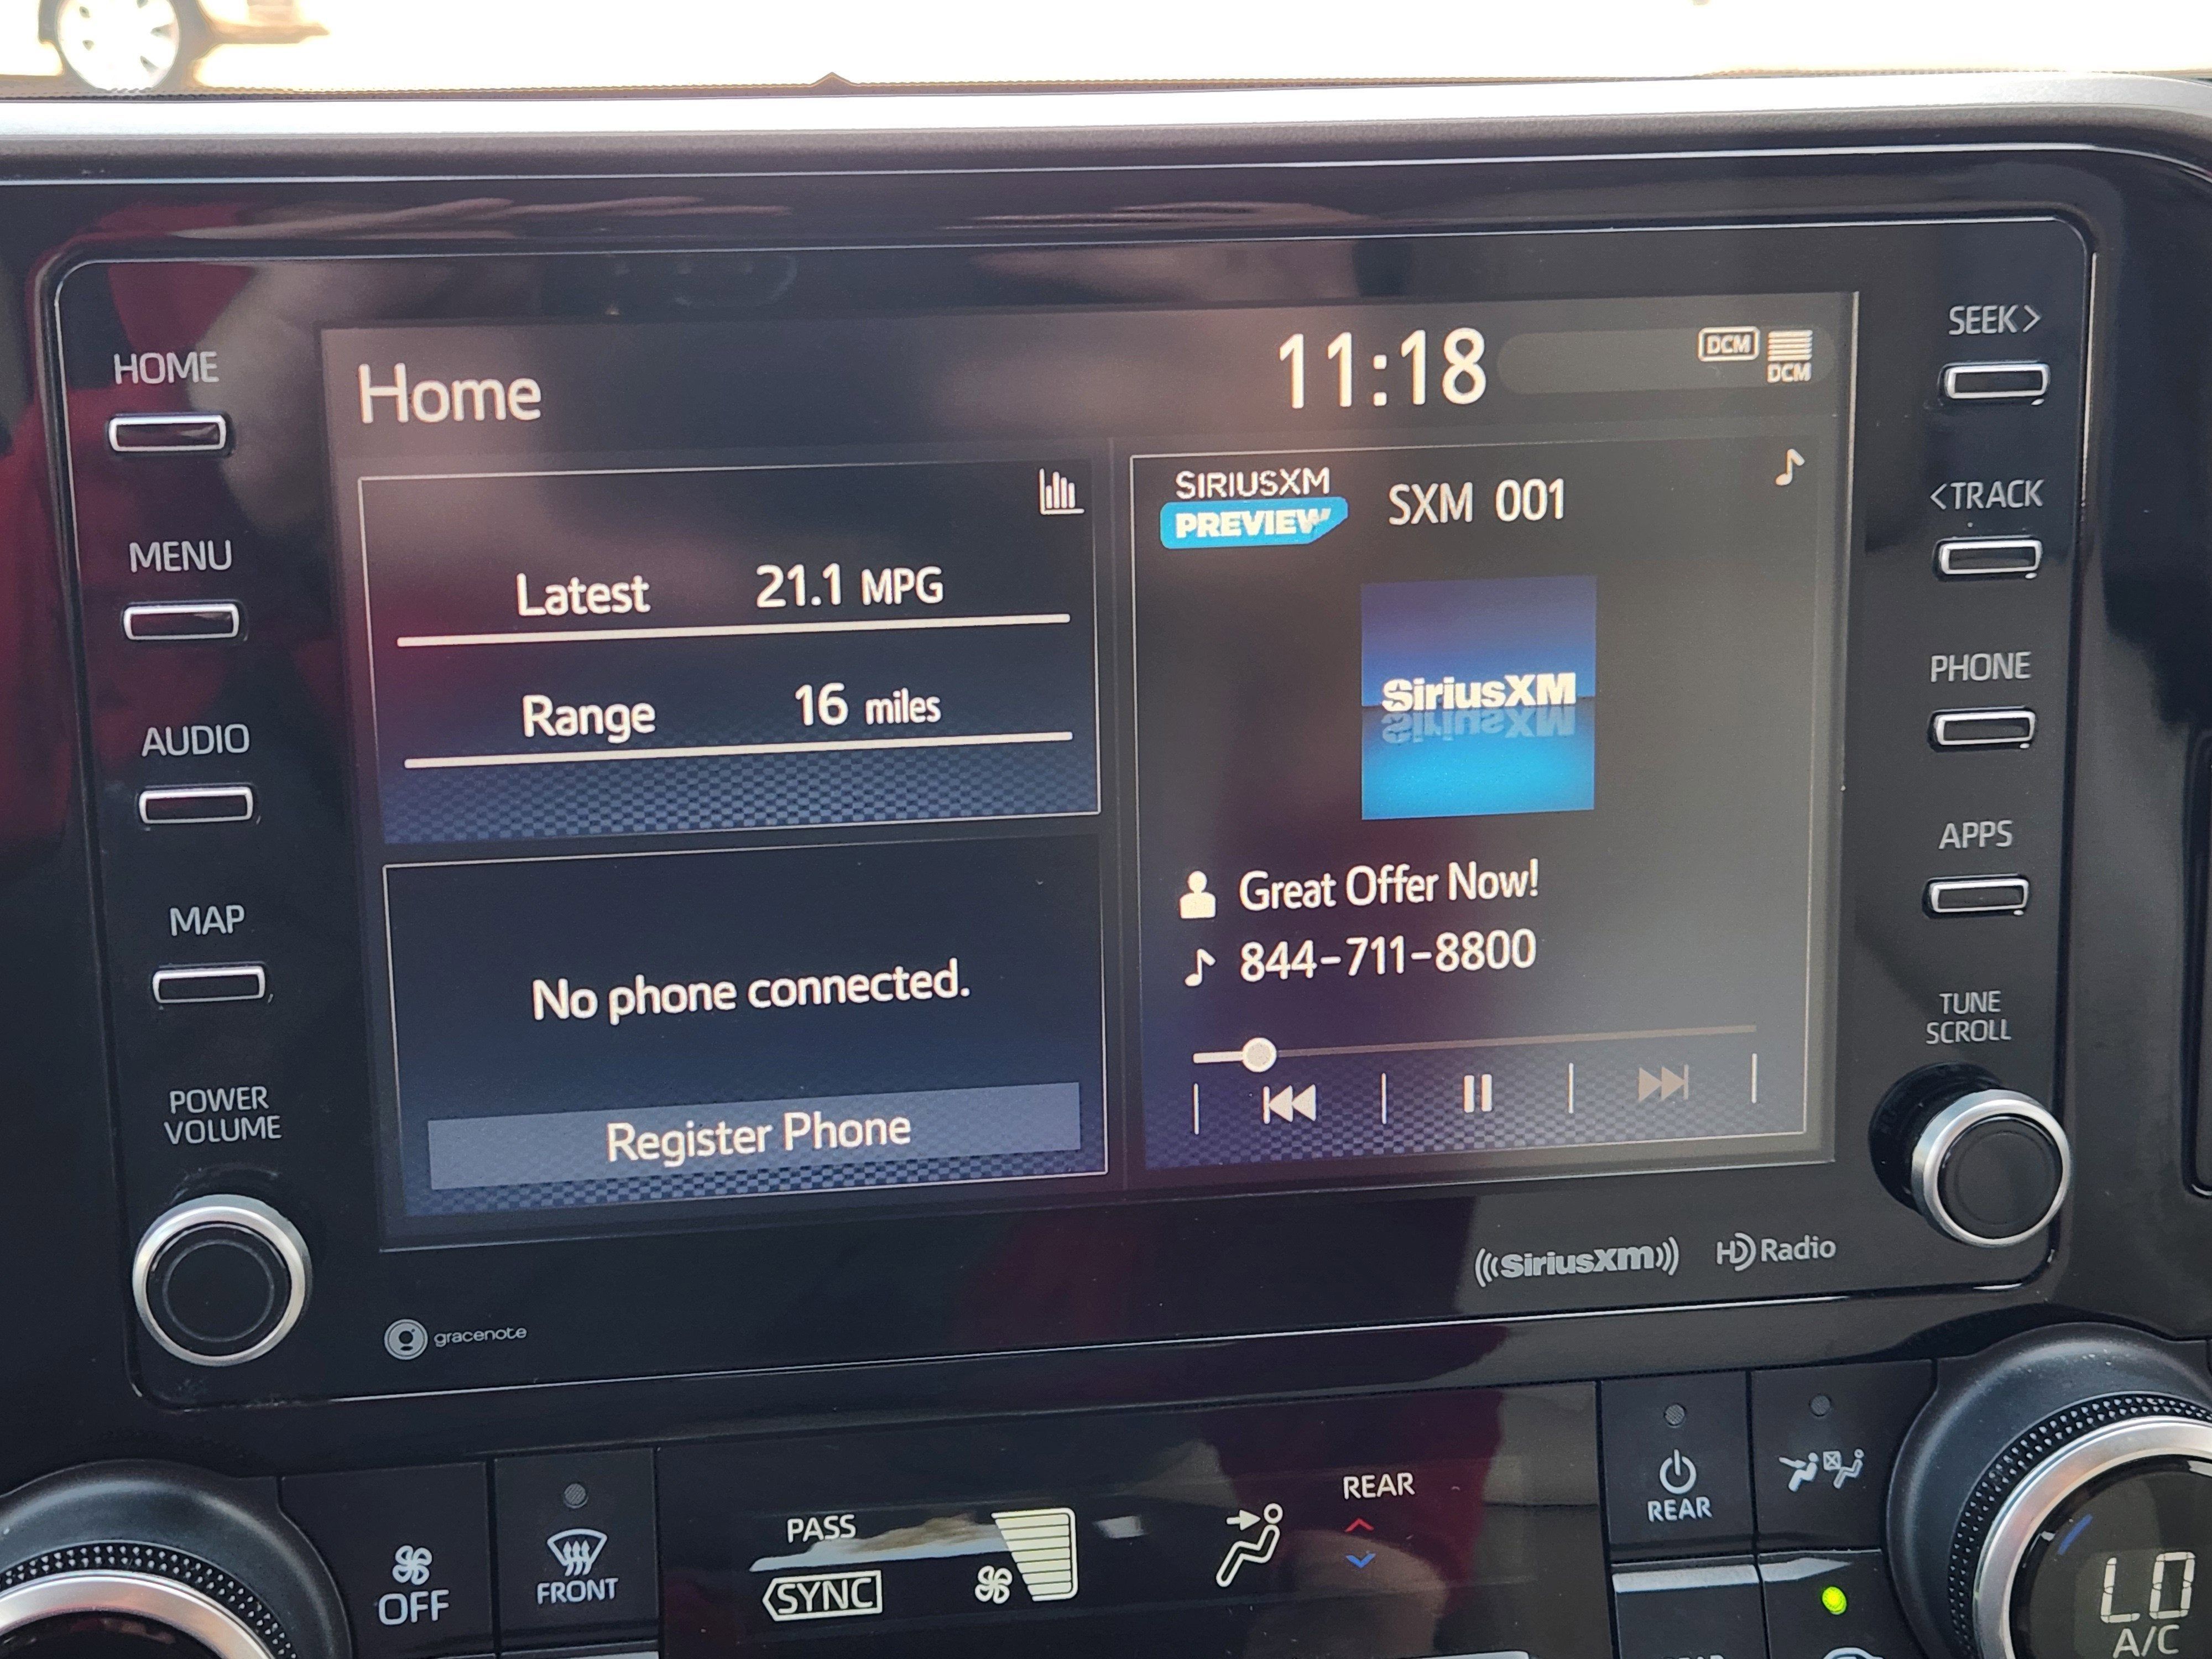 HOME
MENU
AUDIO
MAP
POWER
VOLUME
Home
11:18
DCM
DCM
Latest 21.1 MPG
Range 16 miles
No phone connected.
Register Phone
SIRIUSXM
PREVIEW
SXM 001
SiriusXM
Great Offer Now!
844-711-8800
SEEK>
<TRACK
PHONE
APPS
TUNE
SCROLL
gracenote
SiriusXM
HD Radio
OFF
FRONT
PASS
SYNC
REAR
REAR
LO
A/C